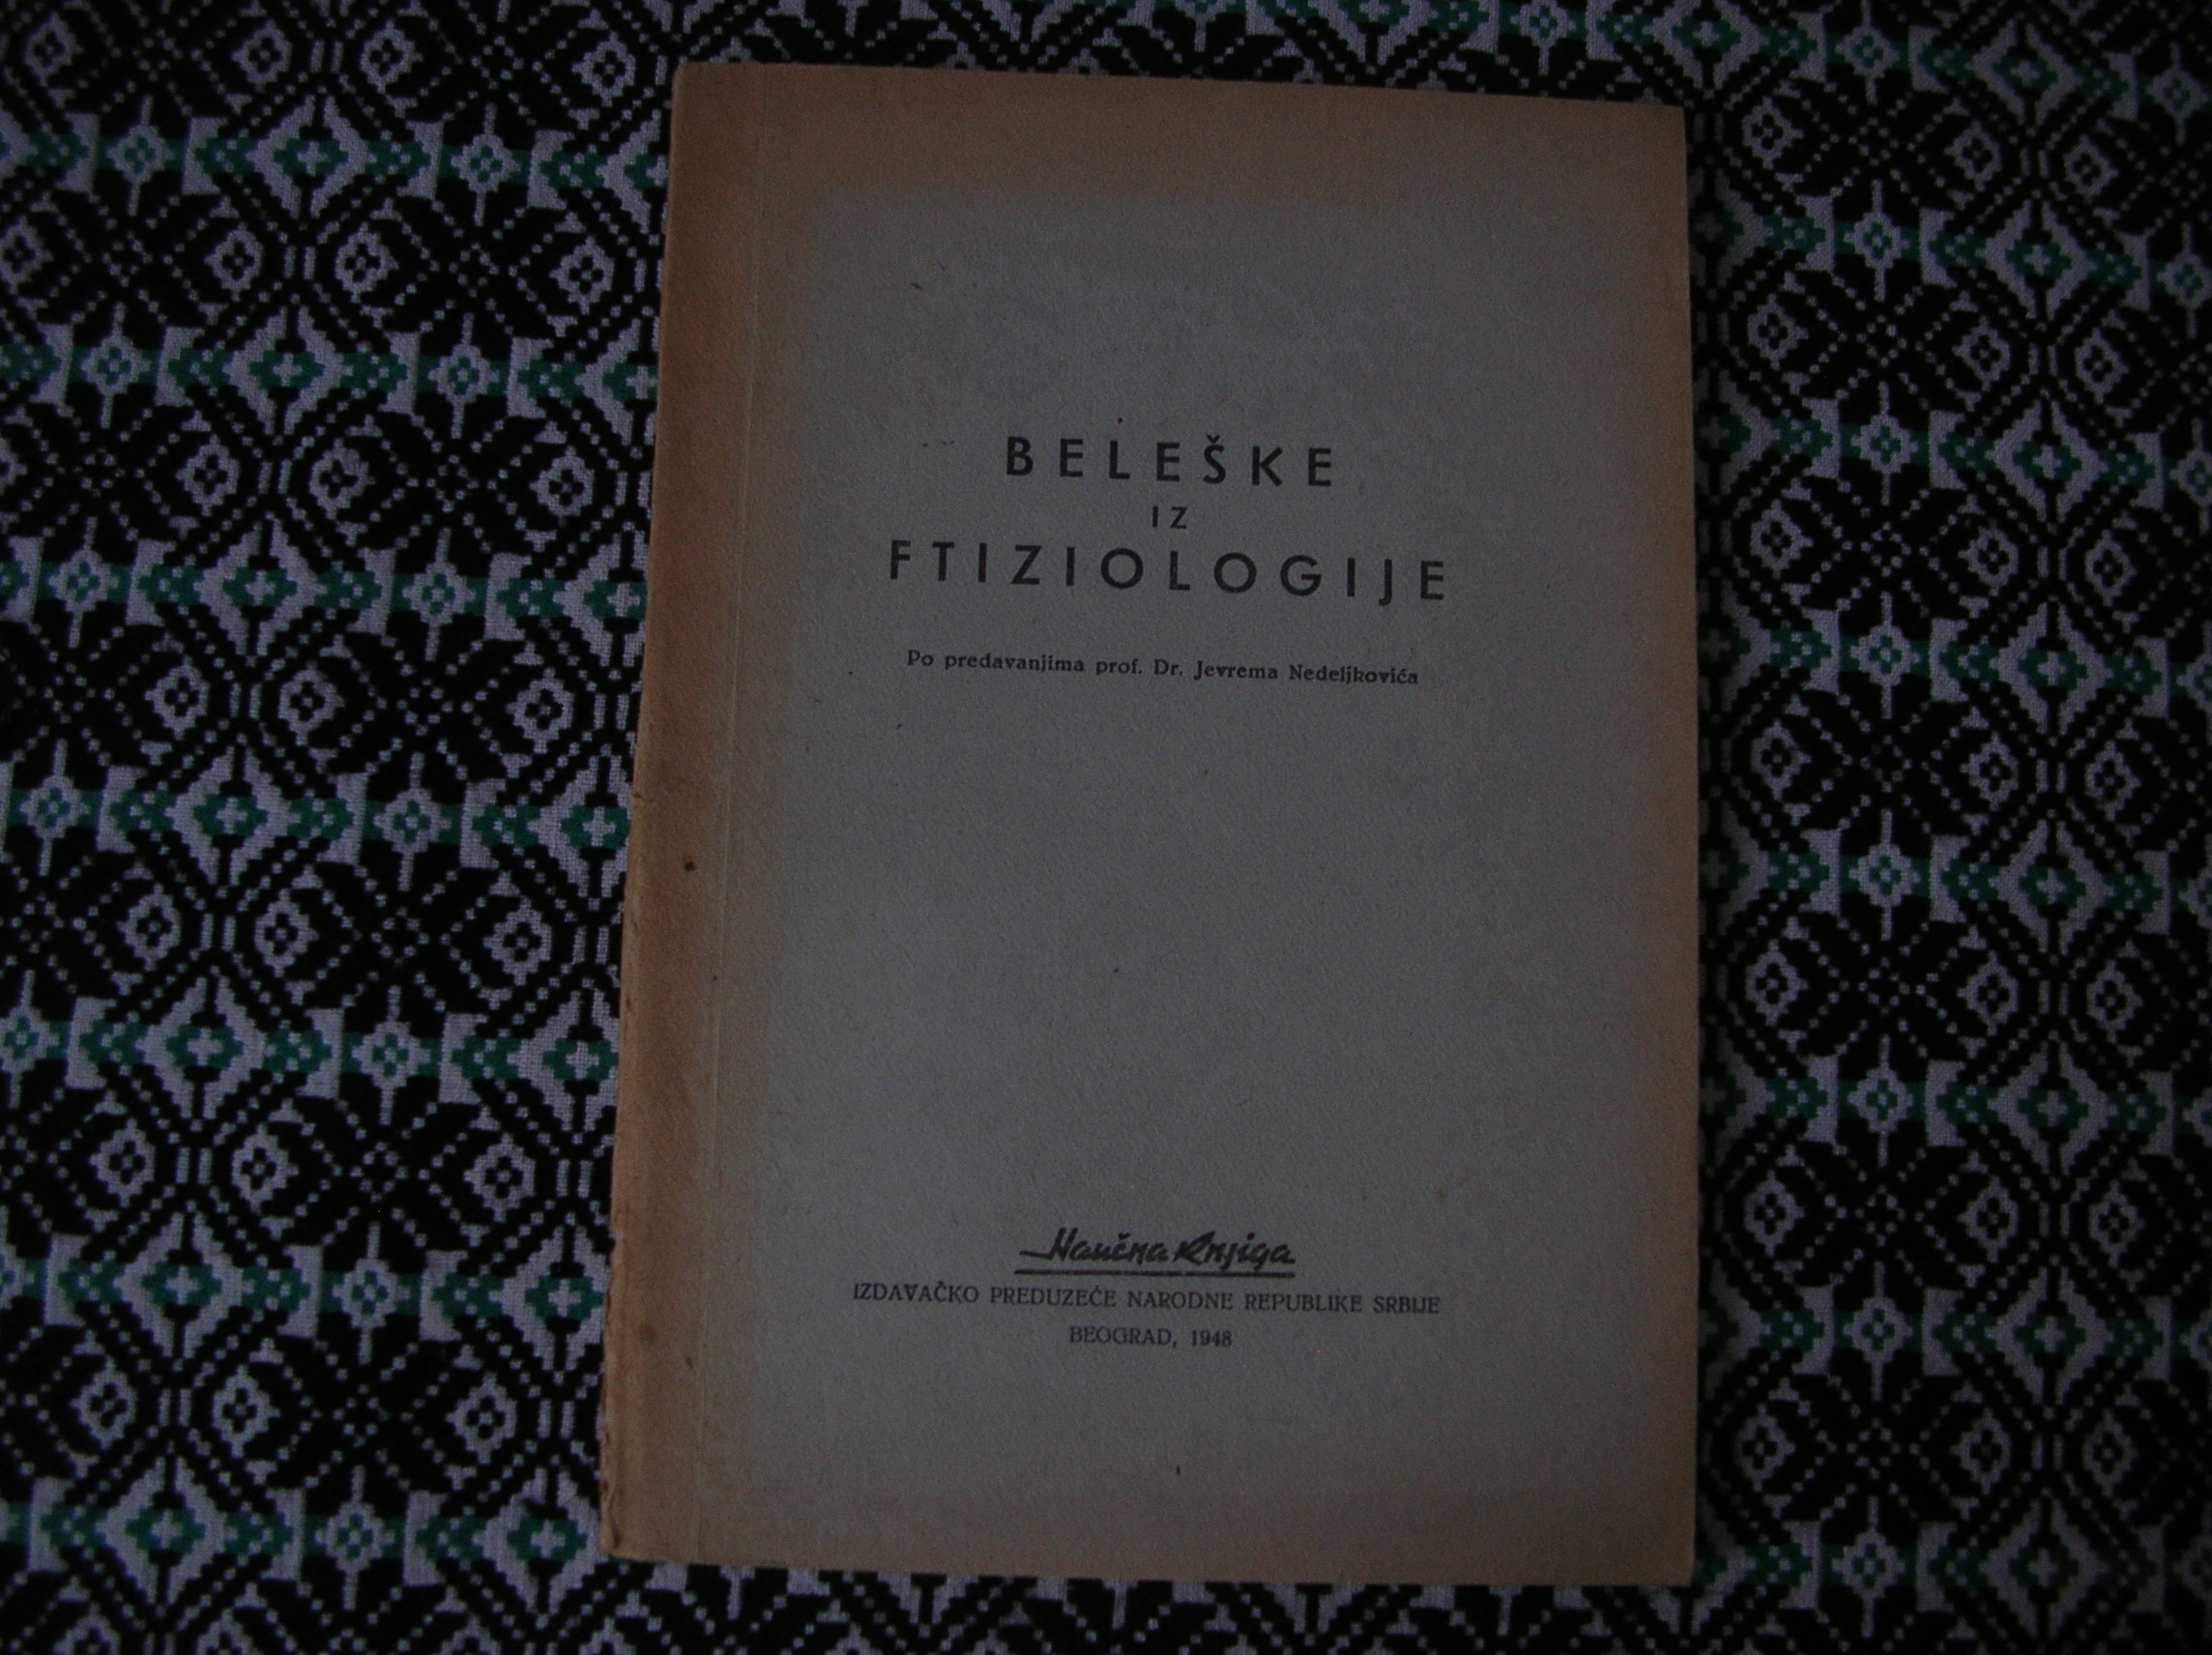 BELEŠKE
IZ
FTIZIOLOGIJE
Po predavanjima prof. Dr. Jevrema Nedeljkovića
Naučna Knjiga
IZDAVAČKO PREDUZEĆE NARODNE REPUBLIKE SRBIJE
BEOGRAD, 1948